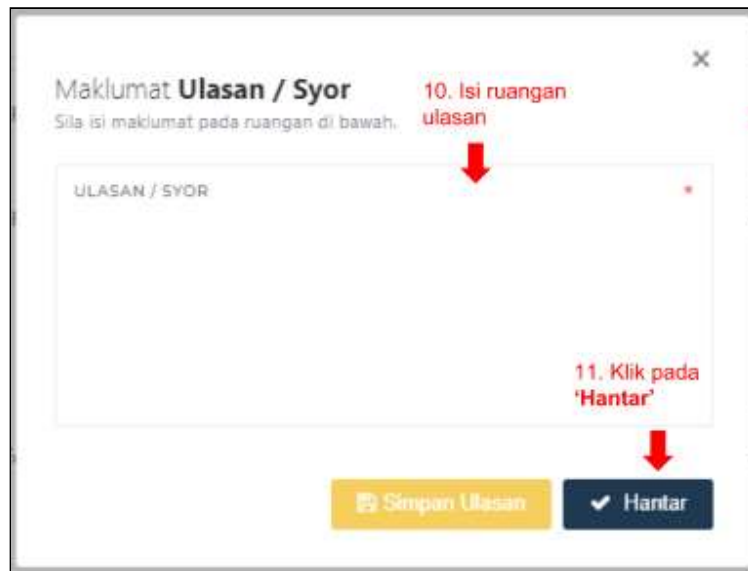 ×
Maklumat Ulasan / Syor
Sila isi maklumat pada ruangan di bawah.
10. Isi ruangan
ulasan
ULASAN / SYOR *
11. Klik pada
‘Hantar’
Simpan Ulasan
Hantar